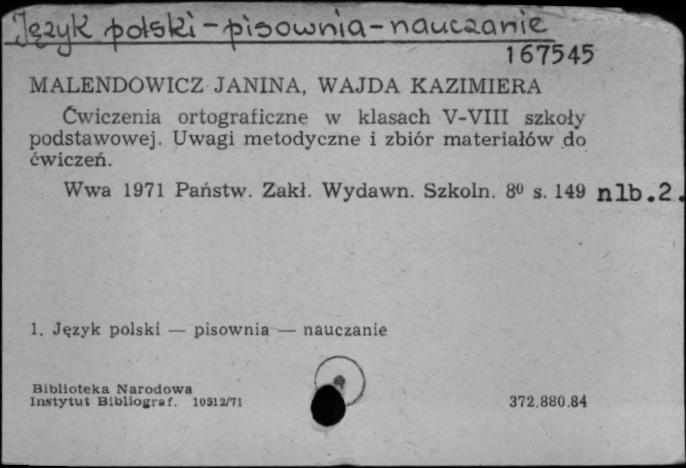 Język polski - pisownia - nauczanie
167545
MALENDOWICZ JANINA, WAJDA KAZIMIERA
Ćwiczenia ortograficzne w klasach V-VIII szkoły
podstawowej. Uwagi metodyczne i zbiór materiałów do
ćwiczeń.
Wwa 1971 Państw. Zakł. Wydawn. Szkoln. 8⁰ s. 149 nlb.2.
1. Język polski — pisownia — nauczanie
Biblioteka Narodowa
Instytut Bibliograf. 10512/71
372.880.84